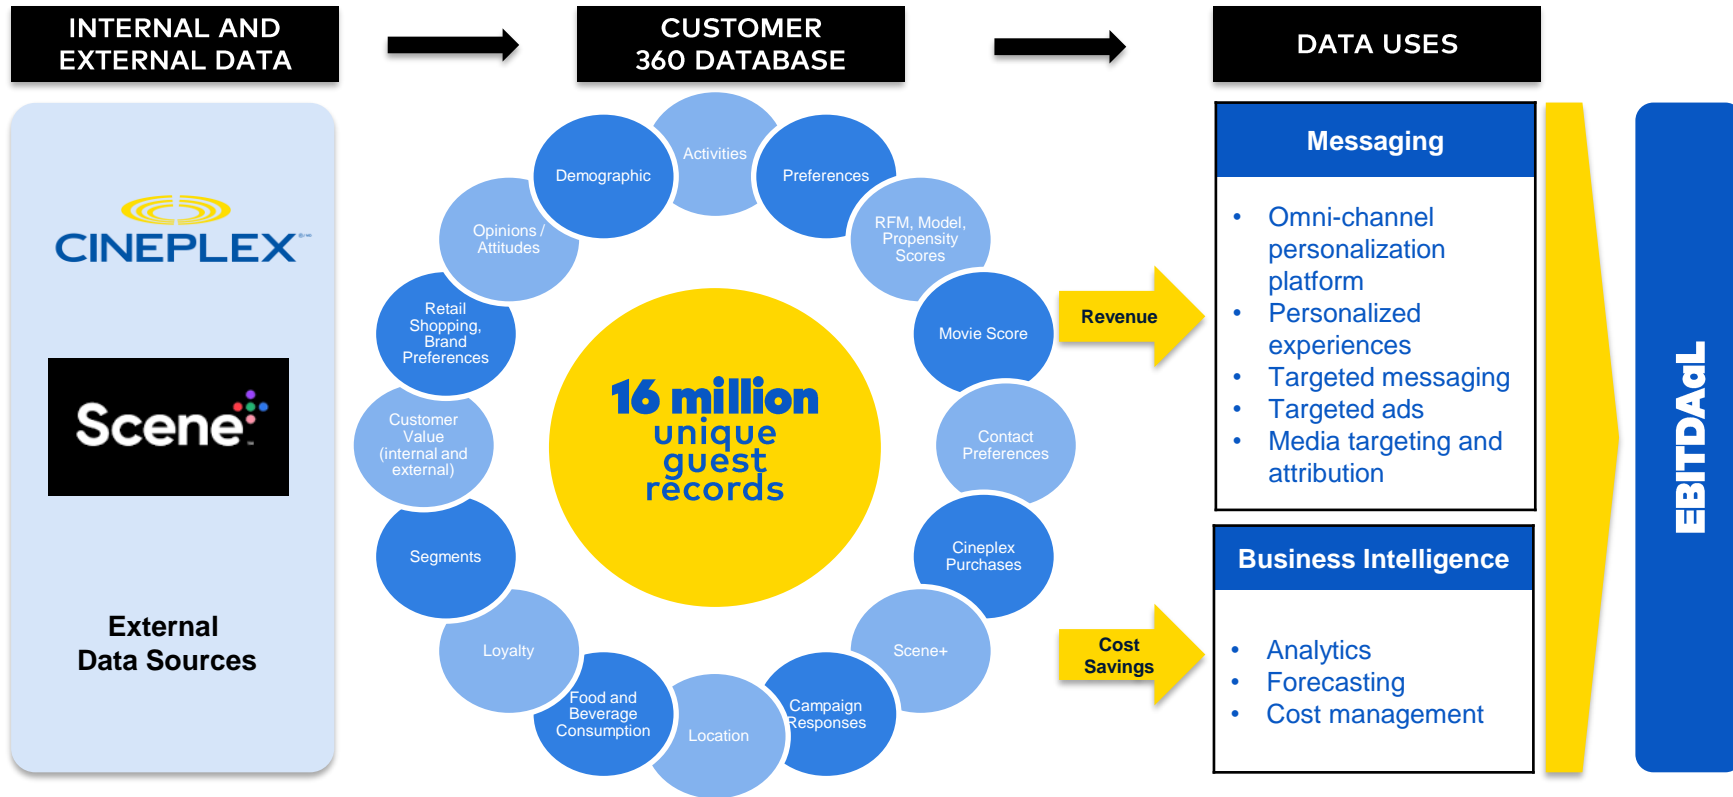 INTERNAL AND
EXTERNAL DATA
CUSTOMER
360 DATABASE
DATA USES
CINEPLEX
Scene
External
Data Sources
Activities
Preferences
RFM, Model,
Propensity
Scores
Movie Score
Contact
Preferences
Cineplex
Purchases
Scene+
Campaign
Responses
Location
Food and
Beverage
Consumption
Loyalty
Segments
Customer
Value
(internal and
external)
Retail
Shopping,
Brand
Preferences
Opinions /
Attitudes
Demographic
16 million
unique
guest
records
Revenue
Cost
Savings
Messaging
• Omni-channel
personalization
platform
• Personalized
experiences
• Targeted messaging
• Targeted ads
• Media targeting and
attribution
Business Intelligence
• Analytics
• Forecasting
• Cost management
EBITDAaL